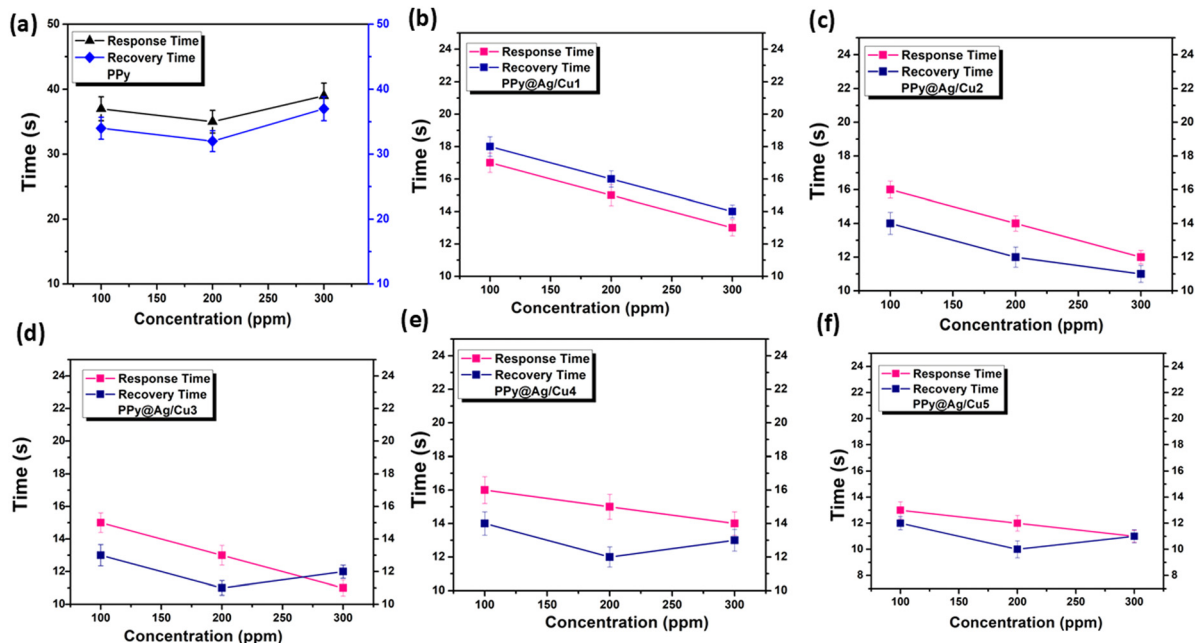 (a)
Response Time
Recovery Time
PPy
Time (s)
50
40
30
20
10
50
40
30
20
10
100 150 200 250 300
Concentration (ppm)
(b)
Response Time
Recovery Time
PPy@Ag/Cu1
Time (s)
24
22
20
18
16
14
12
10
24
22
20
18
16
14
12
10
100 150 200 250 300
Concentration (ppm)
(c)
Response Time
Recovery Time
PPy@Ag/Cu2
Time (s)
24
22
20
18
16
14
12
10
24
22
20
18
16
14
12
10
100 150 200 250 300
Concentration (ppm)
(d)
Response Time
Recovery Time
PPy@Ag/Cu3
Time (s)
24
22
20
18
16
14
12
10
24
22
20
18
16
14
12
10
100 150 200 250 300
Concentration (ppm)
(e)
Response Time
Recovery Time
PPy@Ag/Cu4
Time (s)
24
22
20
18
16
14
12
10
24
22
20
18
16
14
12
10
100 150 200 250 300
Concentration (ppm)
(f)
Response Time
Recovery Time
PPy@Ag/Cu5
Time (s)
24
22
20
18
16
14
12
10
8
24
22
20
18
16
14
12
10
8
100 150 200 250 300
Concentration (ppm)